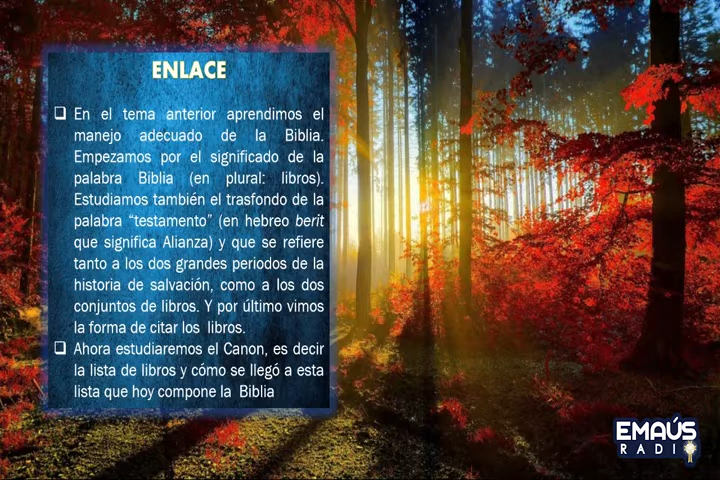 ENLACE
❑ En el tema anterior aprendimos el
manejo adecuado de la Biblia.
Empezamos por el significado de la
palabra Biblia (en plural: libros).
Estudiamos también el trasfondo de la
palabra “testamento” (en hebreo berit
que significa Alianza) y que se refiere
tanto a los dos grandes periodos de la
historia de salvación, como a los dos
conjuntos de libros. Y por último vimos
la forma de citar los libros.
❑ Ahora estudiaremos el Canon, es decir
la lista de libros y cómo se llegó a esta
lista que hoy compone la Biblia
EMAÚS
RADIO